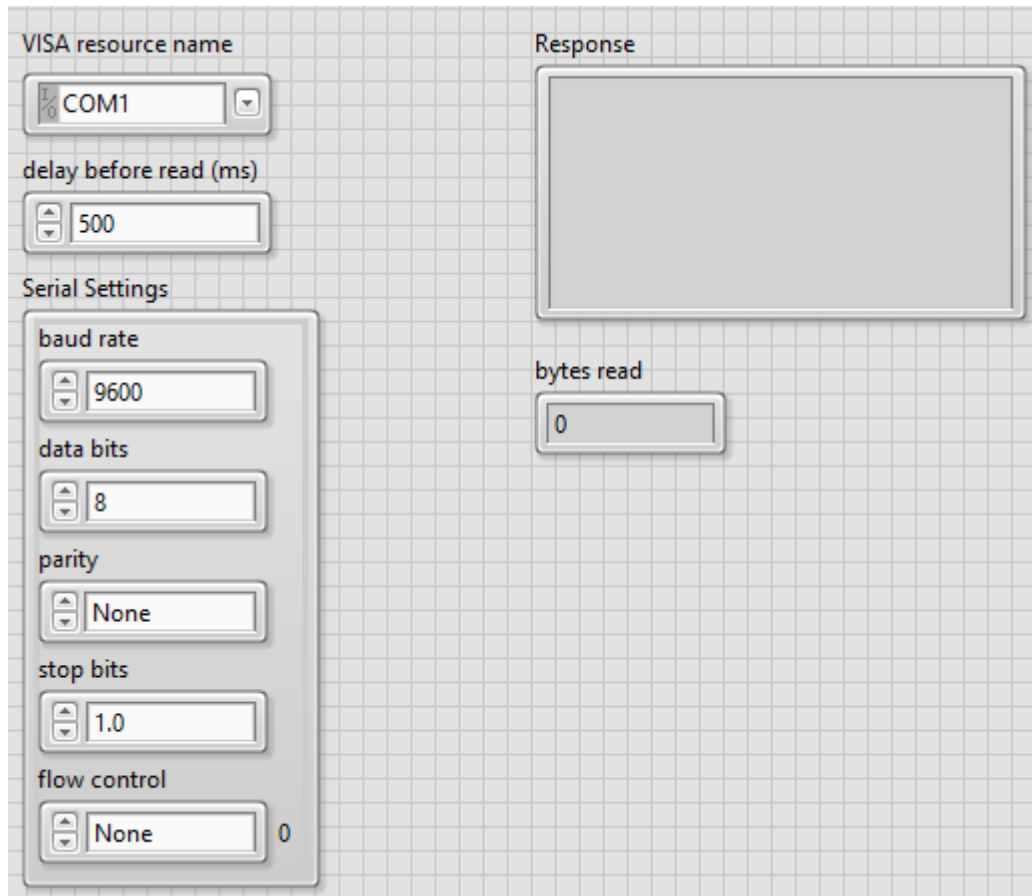 VISA resource name
I/O COM1
delay before read (ms)
500
Serial Settings
baud rate
9600
data bits
8
parity
None
stop bits
1.0
flow control
None 0
Response
bytes read
0